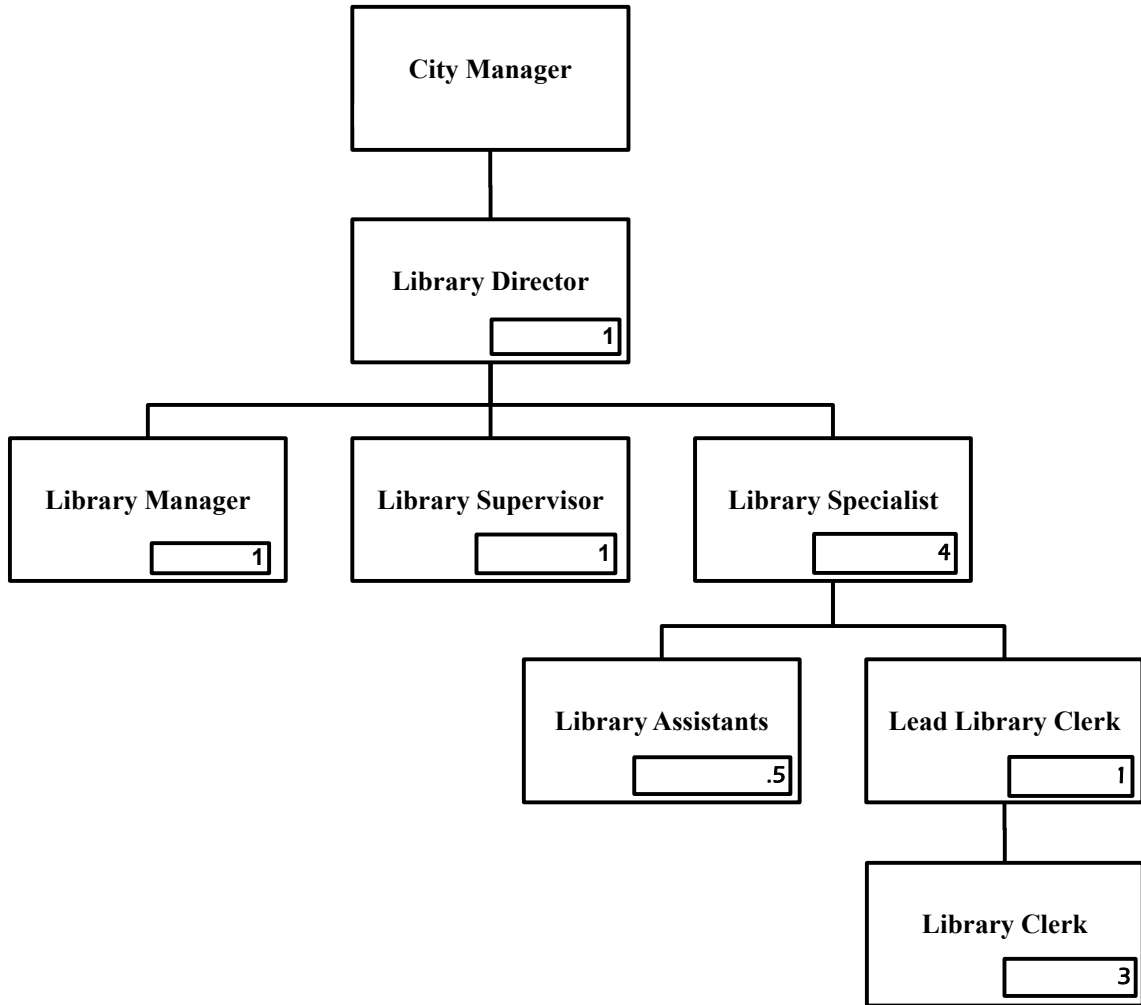 City Manager
Library Director
1
Library Manager
1
Library Supervisor
1
Library Specialist
4
Library Assistants
.5
Lead Library Clerk
1
Library Clerk
3